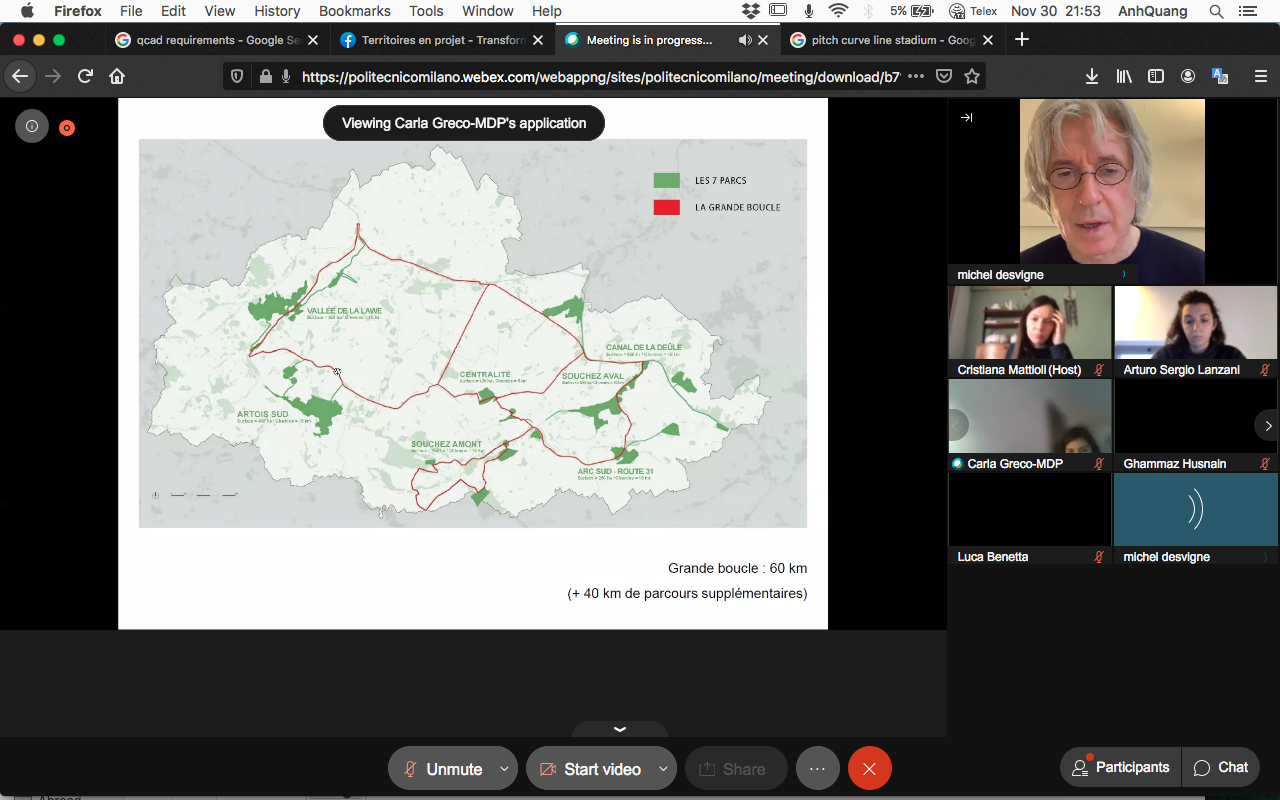 Firefox File Edit View History Bookmarks Tools Window Help 5% Telex Nov 30 21:53 AnhQuang
qcad requirements - Google Se
Territoires en projet - Transform
Meeting is in progress...
pitch curve line stadium - Goog
https://politecnicomilano.webex.com/webappng/sites/politecnicomilano/meeting/download/b7
Viewing Carla Greco-MDP's application
LES 7 PARCS
LA GRANDE BOUCLE
VALLÉE DE LA LAWE
CANAL DE LA DEÛLE
CENTRALITÉ
SOUCHEZ AVAL
ARTOIS SUD
SOUCHEZ AMONT
ARC SUD - ROUTE 31
Grande boucle : 60 km
(+ 40 km de parcours supplémentaires)
michel desvigne
Cristiana Mattioli (Host)
Arturo Sergio Lanzani
Carla Greco-MDP
Ghammaz Husnain
Luca Benetta
michel desvigne
Unmute
Start video
Share
Participants
Chat